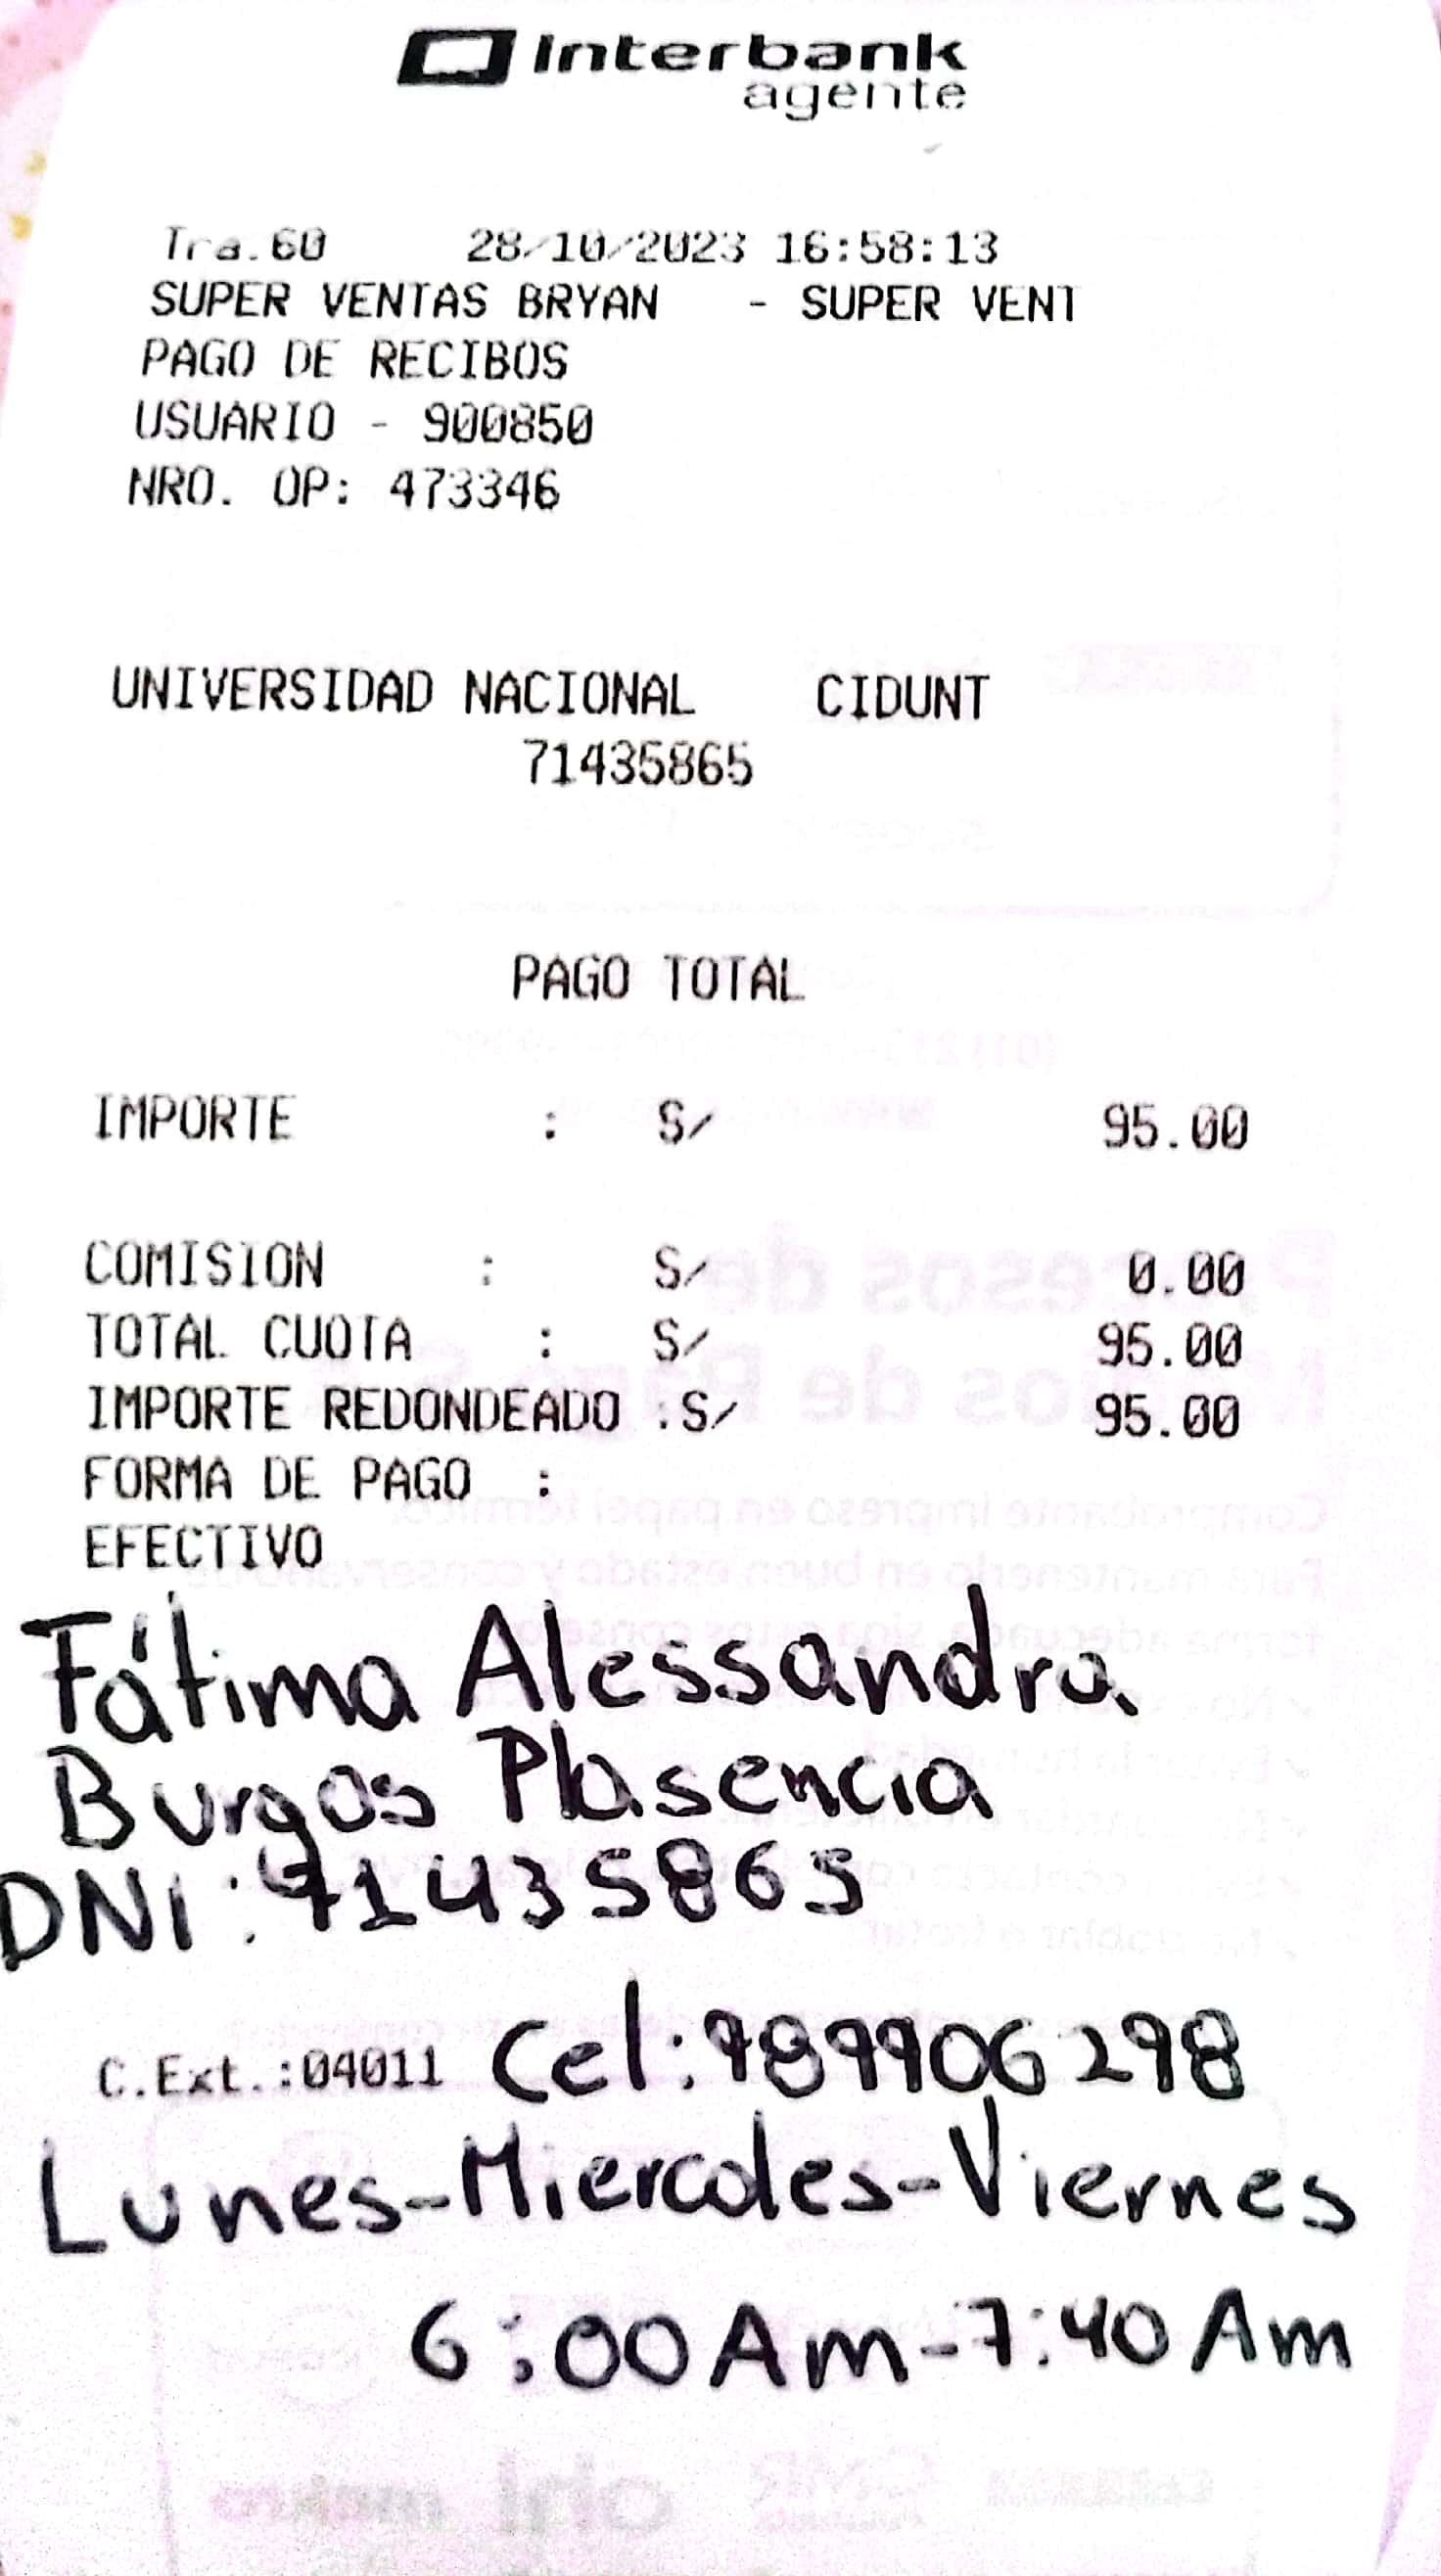 Interbank
agente
Tra.60 28/10/2023 16:58:13
SUPER VENTAS BRYAN - SUPER VENT
PAGO DE RECIBOS
USUARIO - 900850
NRO. OP: 473346
UNIVERSIDAD NACIONAL CIDUNT
71435865
PAGO TOTAL
IMPORTE : S/ 95.00
COMISION : S/ 0.00
TOTAL CUOTA : S/ 95.00
IMPORTE REDONDEADO :S/ 95.00
FORMA DE PAGO :
EFECTIVO
Fátima Alessandra
Burgos Plasencia
DNI: 71435865
C.Ext.:04011 Cel: 989906298
Lunes-Miercoles-Viernes
6:00 Am-7:40 Am